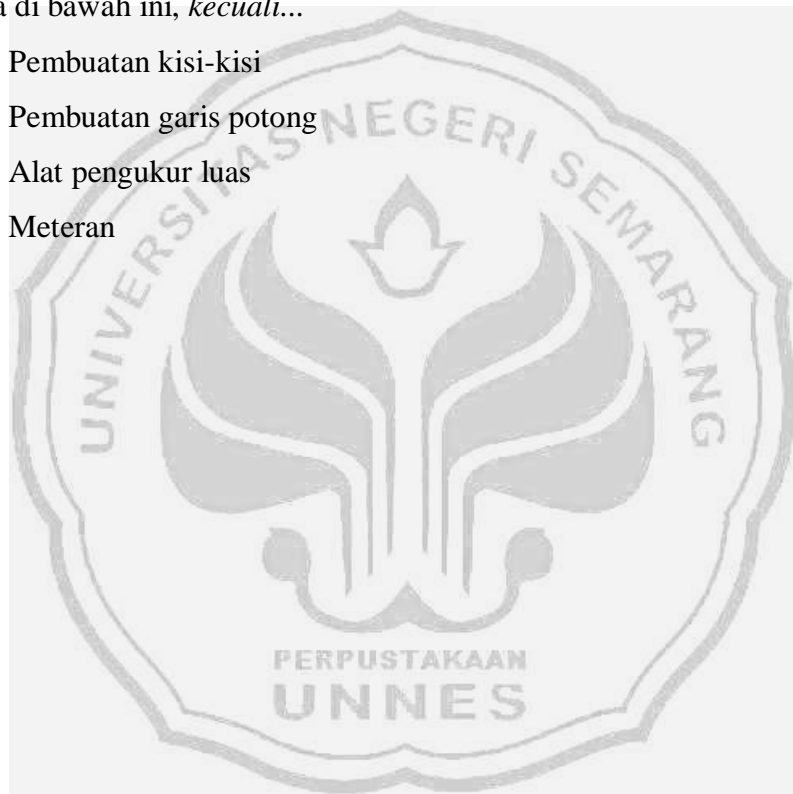 a di bawah ini, kecuali...
Pembuatan kisi-kisi
Pembuatan garis potong
Alat pengukur luas
Meteran
UNIVERSITAS NEGERI SEMARANG
PERPUSTAKAAN
UNNES